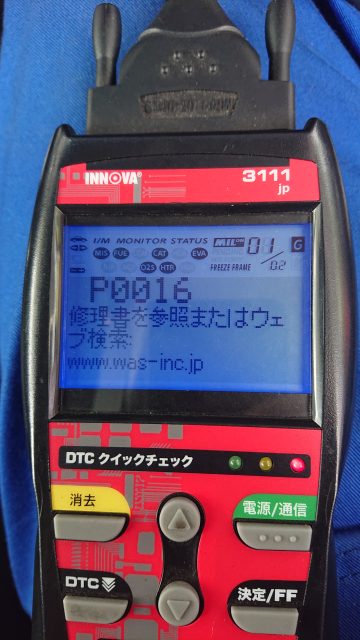 INNOVA®
3111
jp
I/M MONITOR STATUS
MIL ON
01/02
G
MIS FUE CAT EVA
O2S HTR
FREEZE FRAME
P0016
修理書を参照またはウェ
ブ検索:
www.was-inc.jp
DTC クイックチェック
消去
電源/通信
DTC
決定/FF